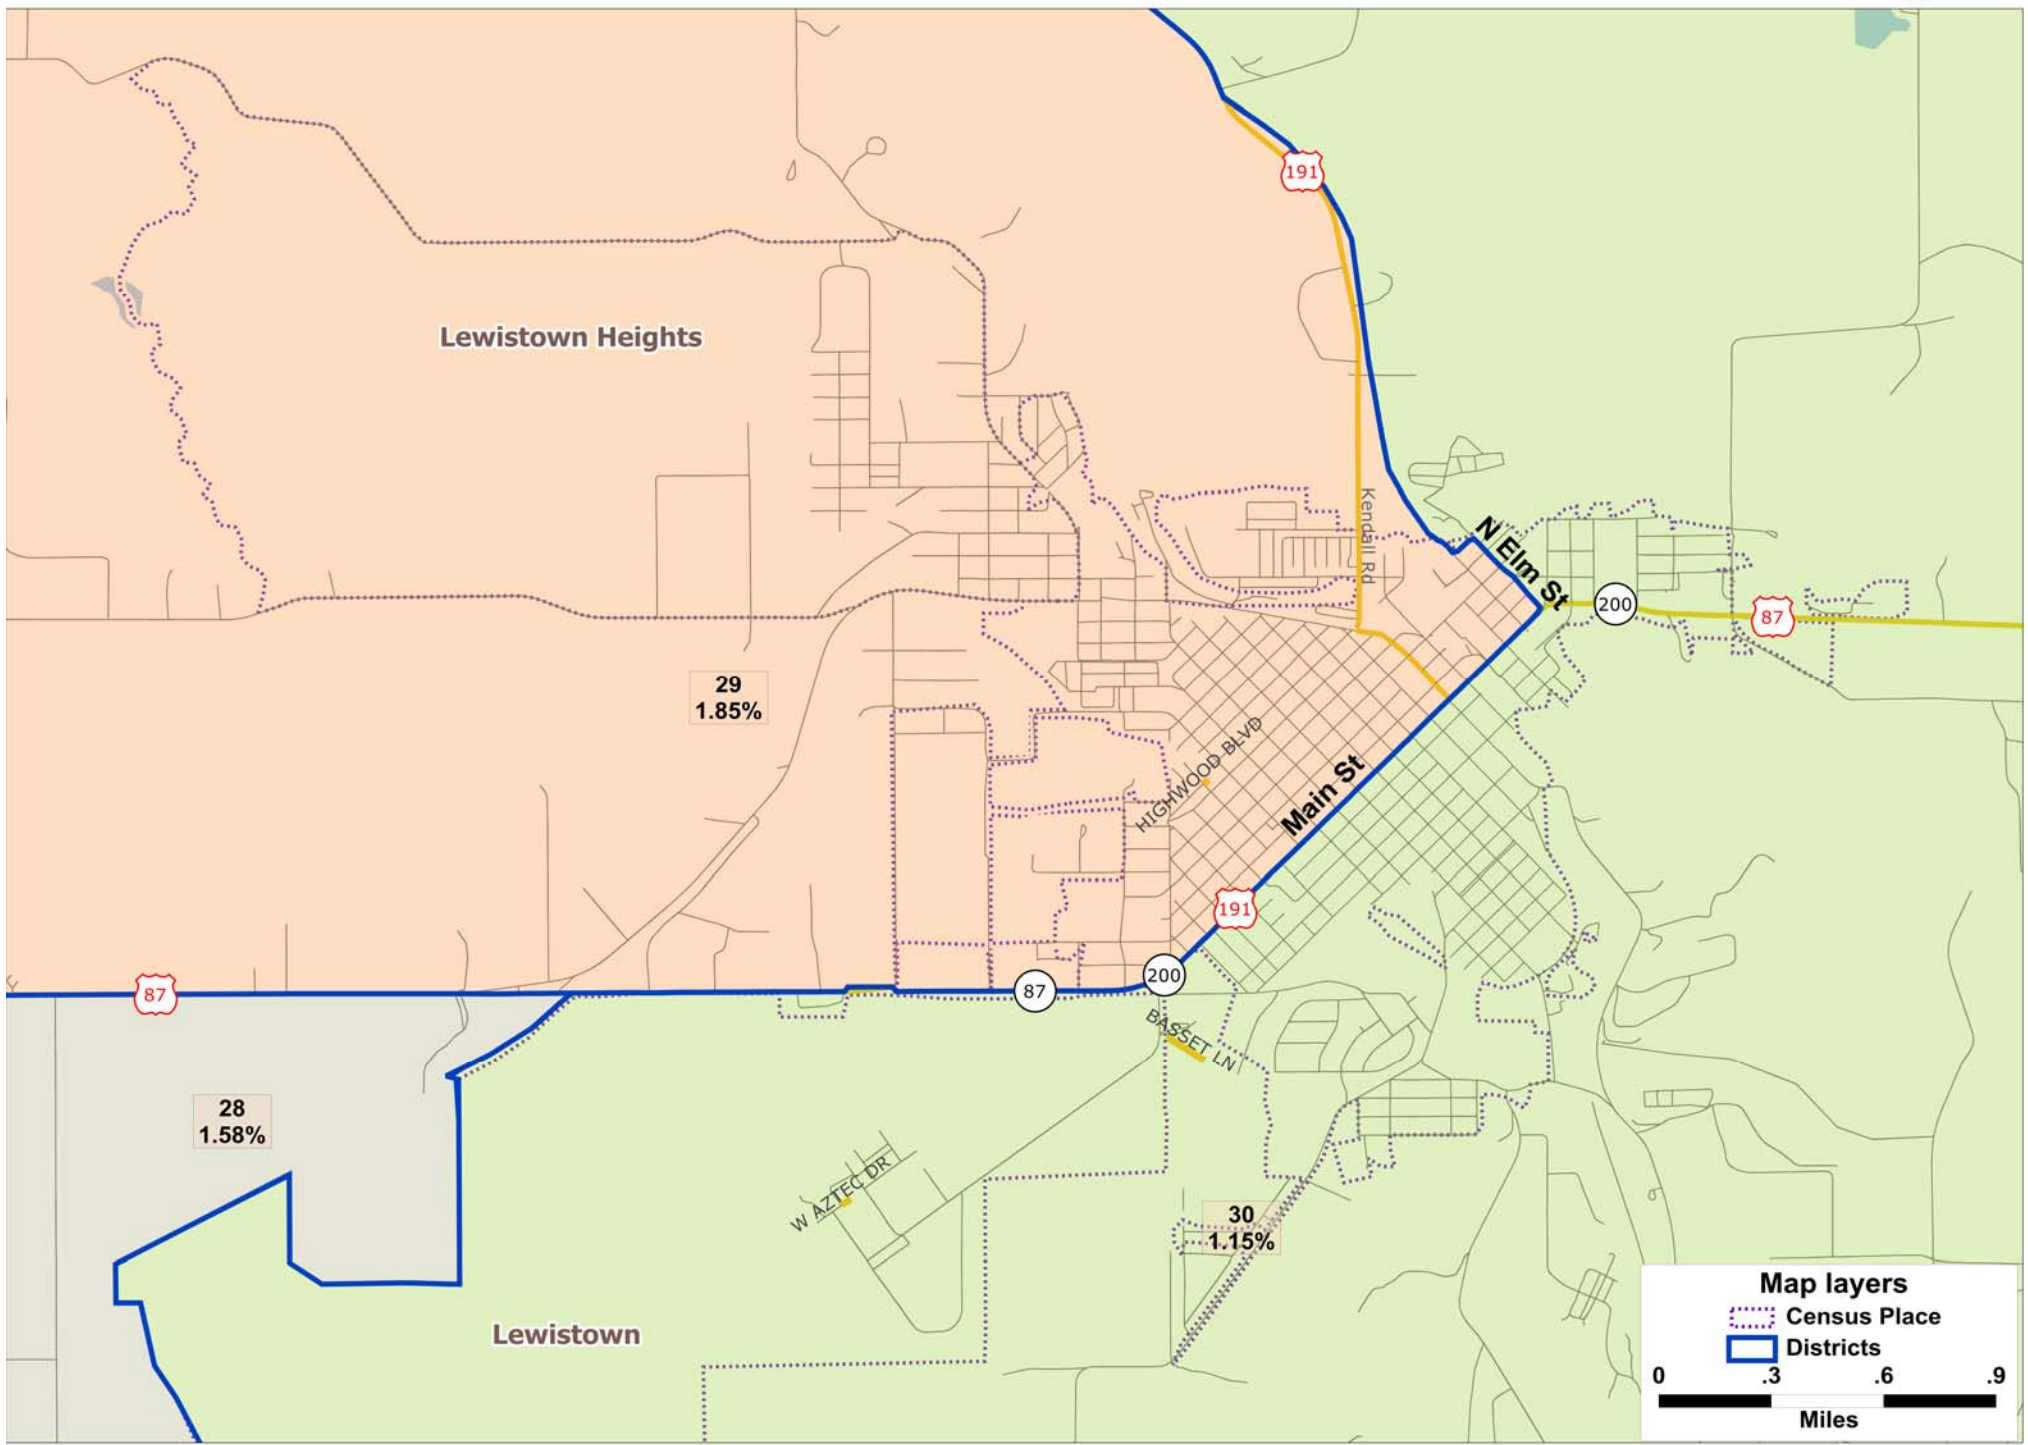 191
Lewistown Heights
Kendall Rd
N Elm St
200
87
29
1.85%
HIGHWOOD BLVD
Main St
191
200
87
87
BASSET LN
28
1.58%
W AZTEC DR
30
1.15%
Lewistown
Map layers
Census Place
Districts
0 .3 .6 .9
Miles